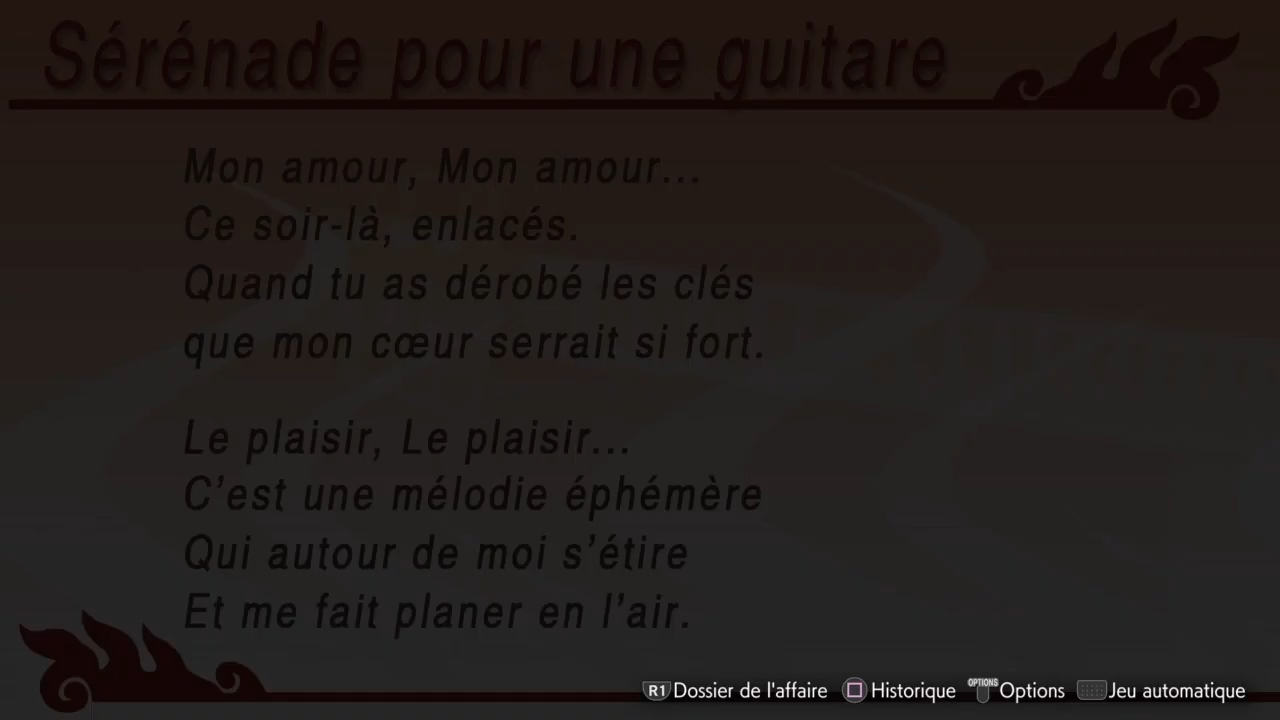 Sérénade pour une guitare
Mon amour, Mon amour...
Ce soir-là, enlacés.
Quand tu as dérobé les clés
que mon cœur serrait si fort.
Le plaisir, Le plaisir...
C'est une mélodie éphémère
Qui autour de moi s'étire
Et me fait planer en l'air.
R1 Dossier de l'affaire Historique OPTIONS Options Jeu automatique